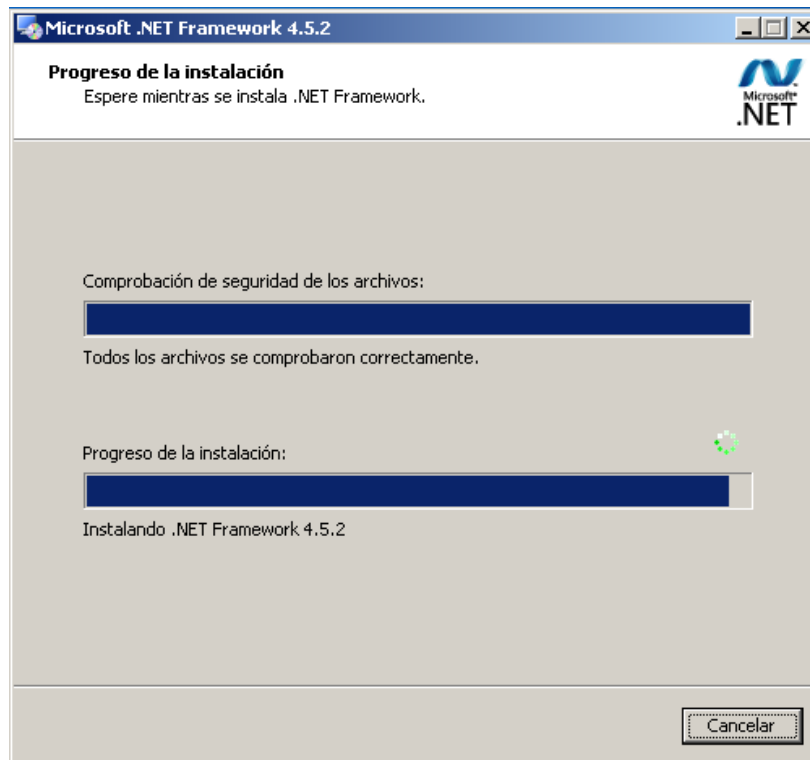 Microsoft .NET Framework 4.5.2
Progreso de la instalación
Espere mientras se instala .NET Framework.
Microsoft®
.NET
Comprobación de seguridad de los archivos:
Todos los archivos se comprobaron correctamente.
Progreso de la instalación:
Instalando .NET Framework 4.5.2
Cancelar